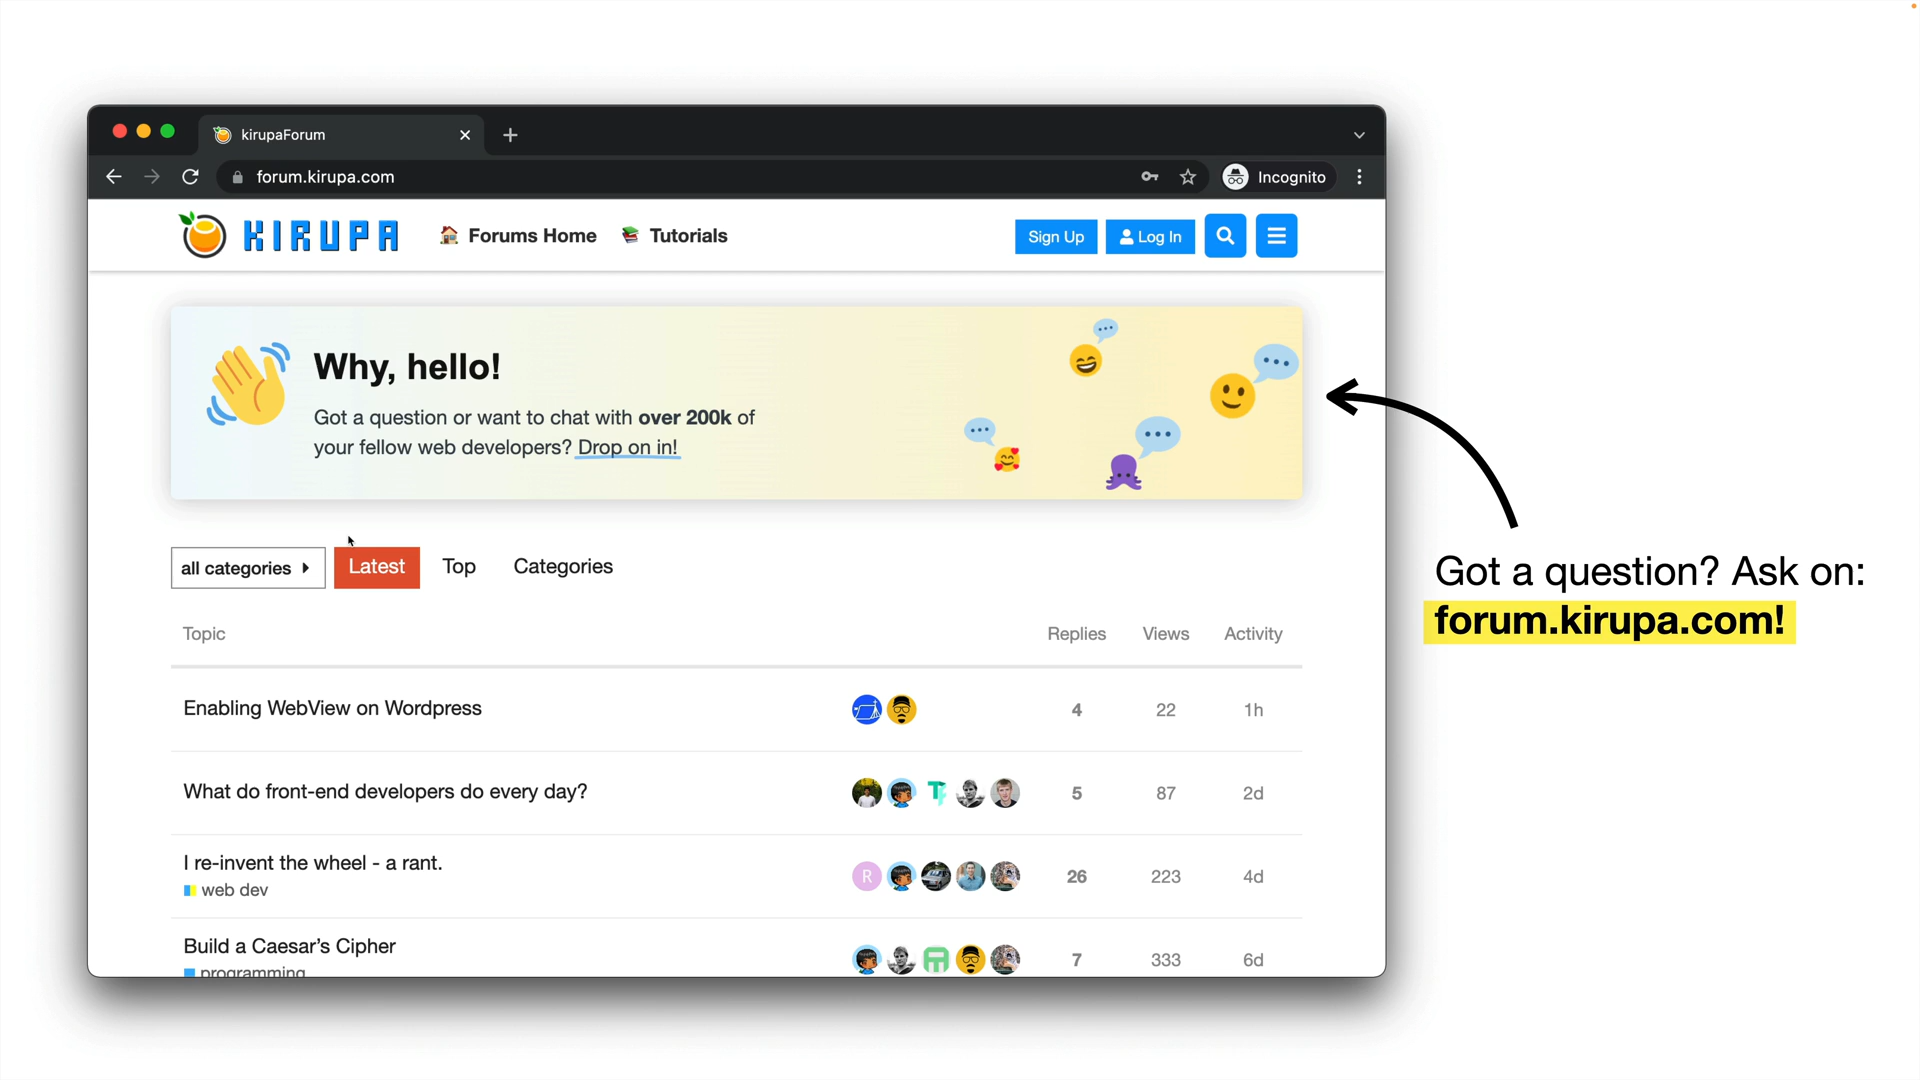 kirupaForum
forum.kirupa.com
Incognito
KIRUPA
Forums Home
Tutorials
Sign Up
Log In
Why, hello!
Got a question or want to chat with over 200k of
your fellow web developers? Drop on in!
all categories
Latest
Top
Categories
Got a question? Ask on:
forum.kirupa.com!
Topic
Replies
Views
Activity
Enabling WebView on Wordpress
4
22
1h
What do front-end developers do every day?
T
5
87
2d
I re-invent the wheel - a rant.
web dev
R
26
223
4d
Build a Caesar’s Cipher
programming
7
333
6d